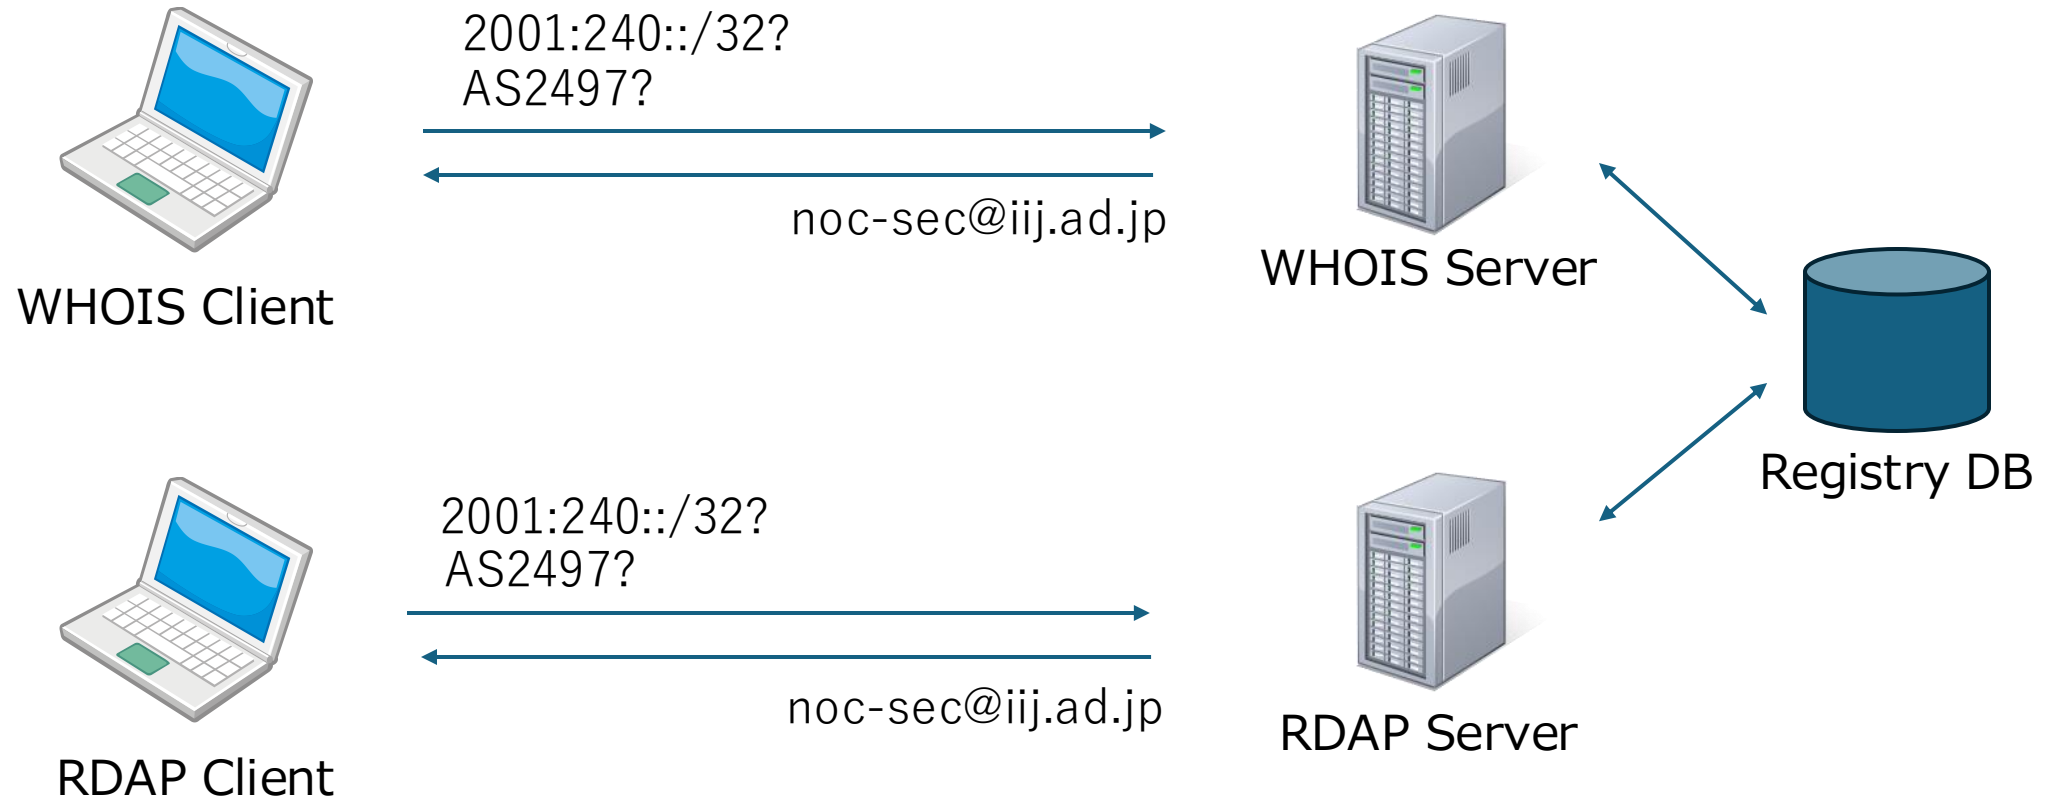 2001:240::/32?
AS2497?
noc-sec@iij.ad.jp
WHOIS Client
WHOIS Server
Registry DB
2001:240::/32?
AS2497?
noc-sec@iij.ad.jp
RDAP Client
RDAP Server